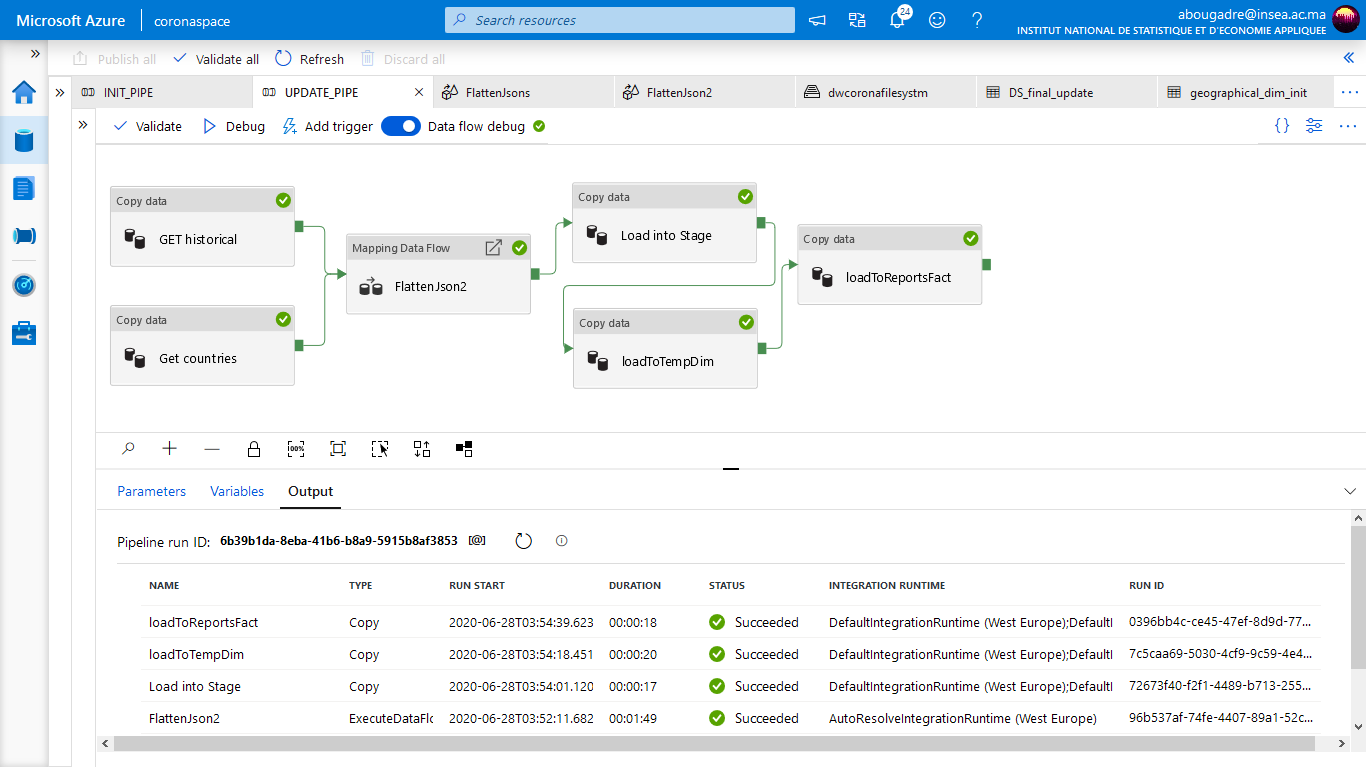 Microsoft Azure
coronaspace
Search resources
24
abougadre@insea.ac.ma
INSTITUT NATIONAL DE STATISTIQUE ET D'ECONOMIE APPLIQUEE
Publish all
Validate all
Refresh
Discard all
INIT_PIPE
UPDATE_PIPE
FlattenJsons
FlattenJson2
dwcoronafilesystm
DS_final_update
geographical_dim_init
Validate
Debug
Add trigger
Data flow debug
Copy data
GET historical
Copy data
Get countries
Mapping Data Flow
FlattenJson2
Copy data
Load into Stage
Copy data
loadToTempDim
Copy data
loadToReportsFact
100%
Parameters Variables Output
Pipeline run ID: 6b39b1da-8eba-41b6-b8a9-5915b8af3853 [@]
NAME TYPE RUN START DURATION STATUS INTEGRATION RUNTIME RUN ID
loadToReportsFact Copy 2020-06-28T03:54:39.623 00:00:18 Succeeded DefaultIntegrationRuntime (West Europe);DefaultI 0396bb4c-ce45-47ef-8d9d-77...
loadToTempDim Copy 2020-06-28T03:54:18.451 00:00:20 Succeeded DefaultIntegrationRuntime (West Europe);DefaultI 7c5caa69-5030-4cf9-9c59-4e4...
Load into Stage Copy 2020-06-28T03:54:01.120 00:00:17 Succeeded DefaultIntegrationRuntime (West Europe);DefaultI 72673f40-f2f1-4489-b713-255...
FlattenJson2 ExecuteDataFlo 2020-06-28T03:52:11.682 00:01:49 Succeeded AutoResolveIntegrationRuntime (West Europe) 96b537af-74fe-4407-89a1-52c...